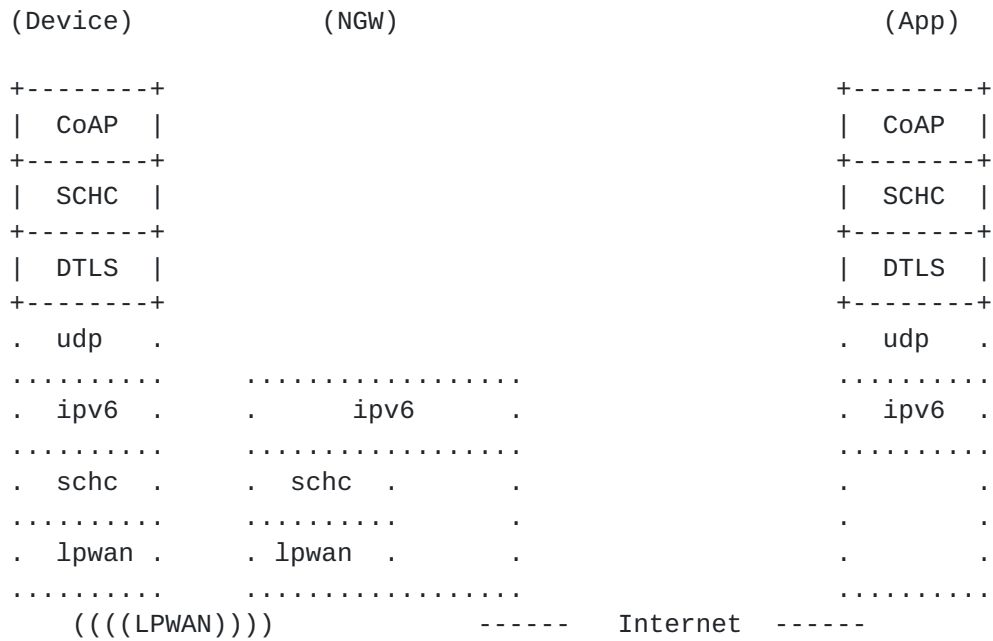 (Device)            (NGW)                                (App)

+--------+                                            +--------+
|  CoAP  |                                            |  CoAP  |
+--------+                                            +--------+
|  SCHC  |                                            |  SCHC  |
+--------+                                            +--------+
|  DTLS  |                                            |  DTLS  |
+--------+                                            +--------+
.  udp   .                                            .  udp   .
..........     ..................                     ..........
.  ipv6  .     .      ipv6      .                     .  ipv6  .
..........     ..................                     ..........
.  schc  .     .  schc  .       .                     .        .
..........     ..........       .                     .        .
.  lpwan .     . lpwan  .       .                     .        .
..........     ..................                     ..........
    ((((LPWAN))))             ------   Internet  ------